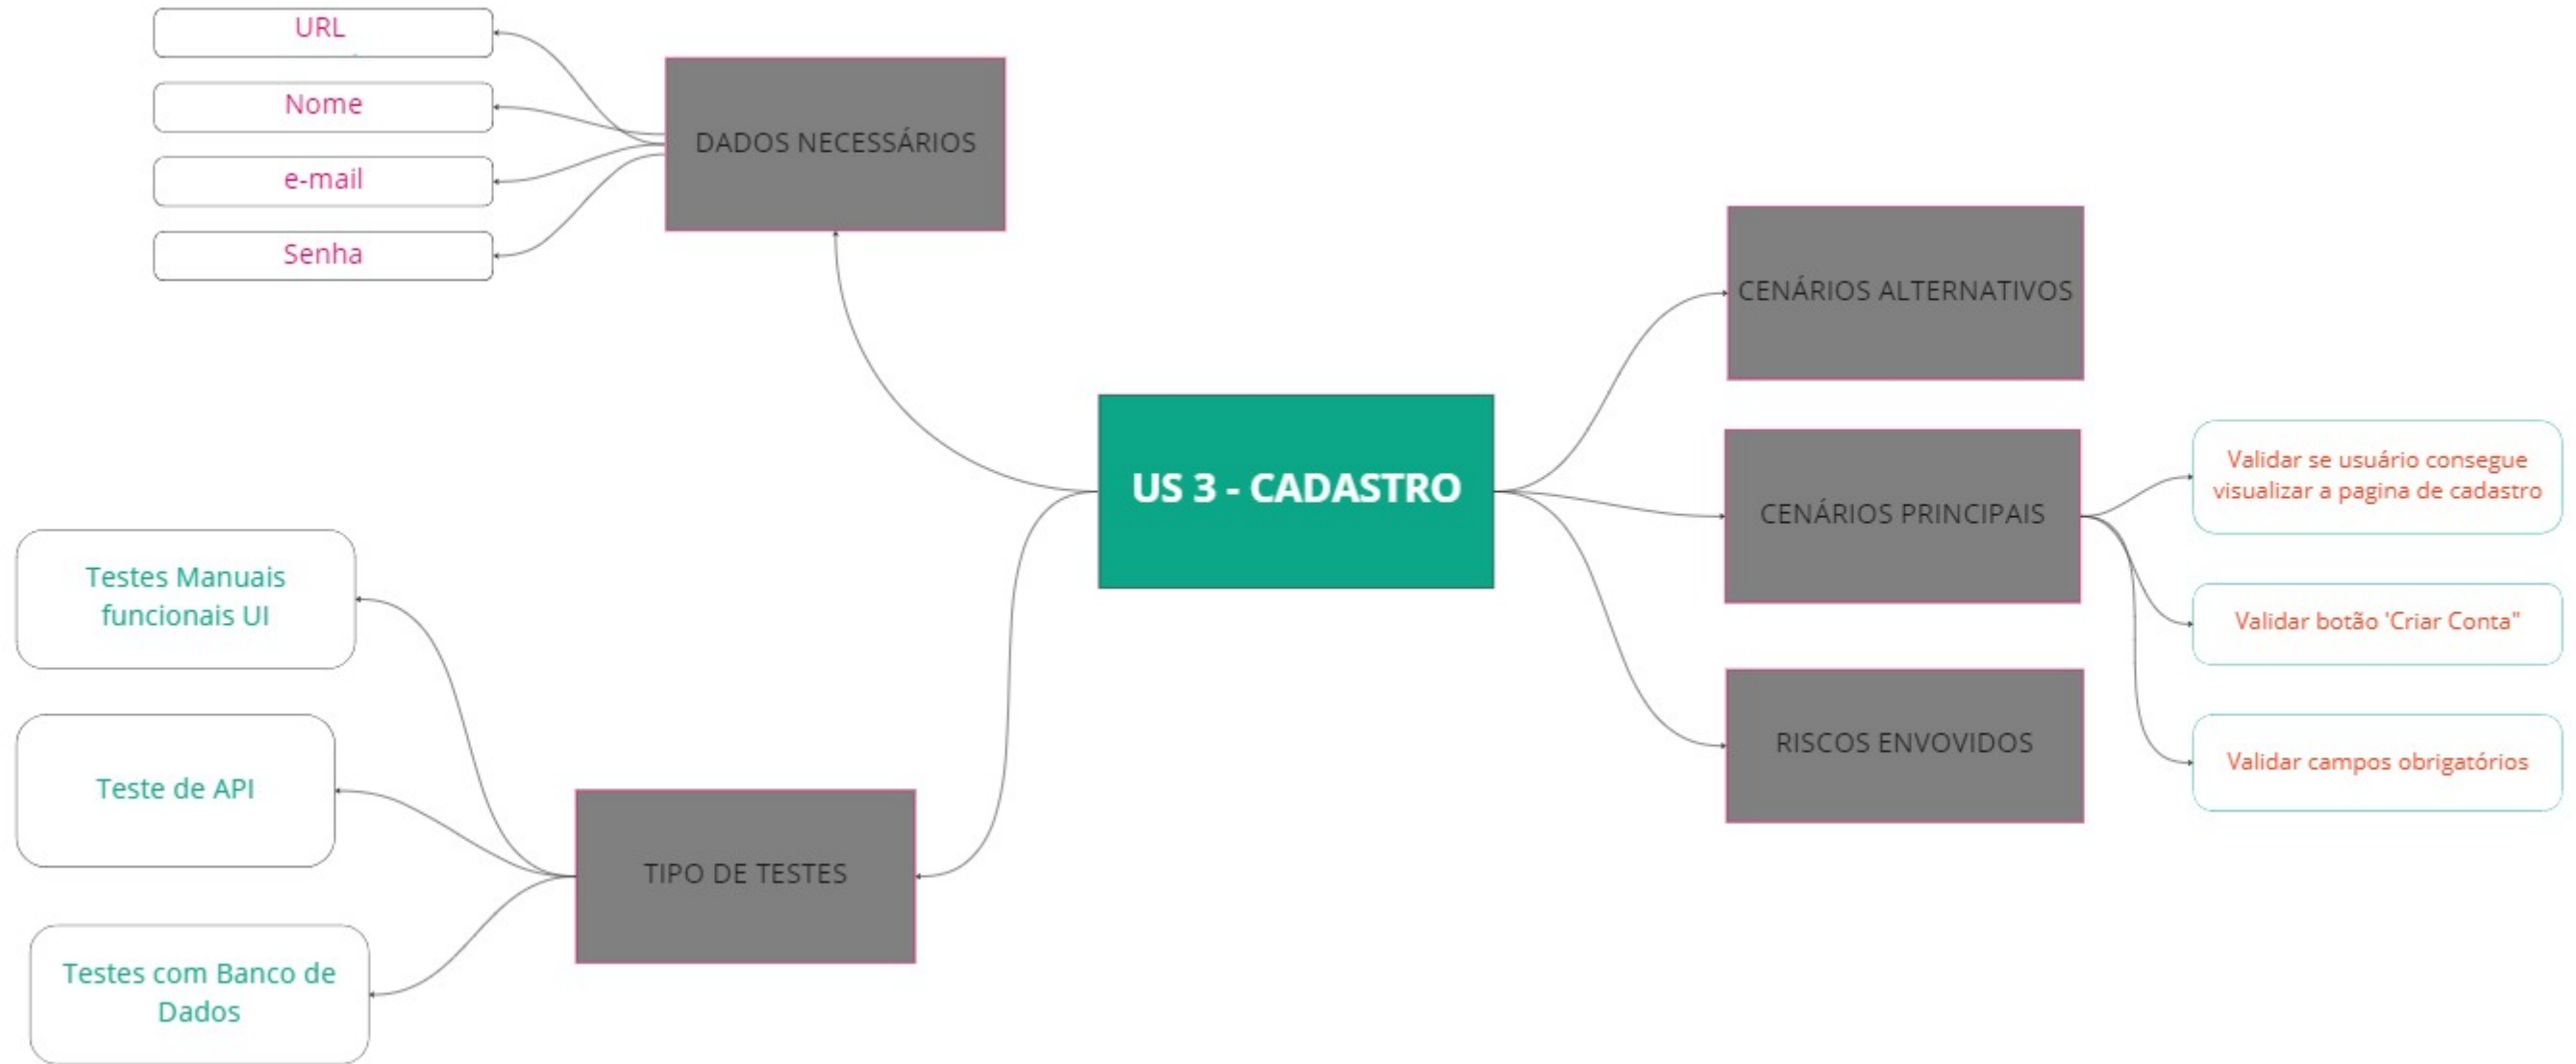 URL
Nome
e-mail
Senha
DADOS NECESSÁRIOS
CENÁRIOS ALTERNATIVOS
US 3 - CADASTRO
CENÁRIOS PRINCIPAIS
Validar se usuário consegue
visualizar a pagina de cadastro
Validar botão 'Criar Conta"
Validar campos obrigatórios
RISCOS ENVOVIDOS
Testes Manuais
funcionais UI
Teste de API
Testes com Banco de
Dados
TIPO DE TESTES